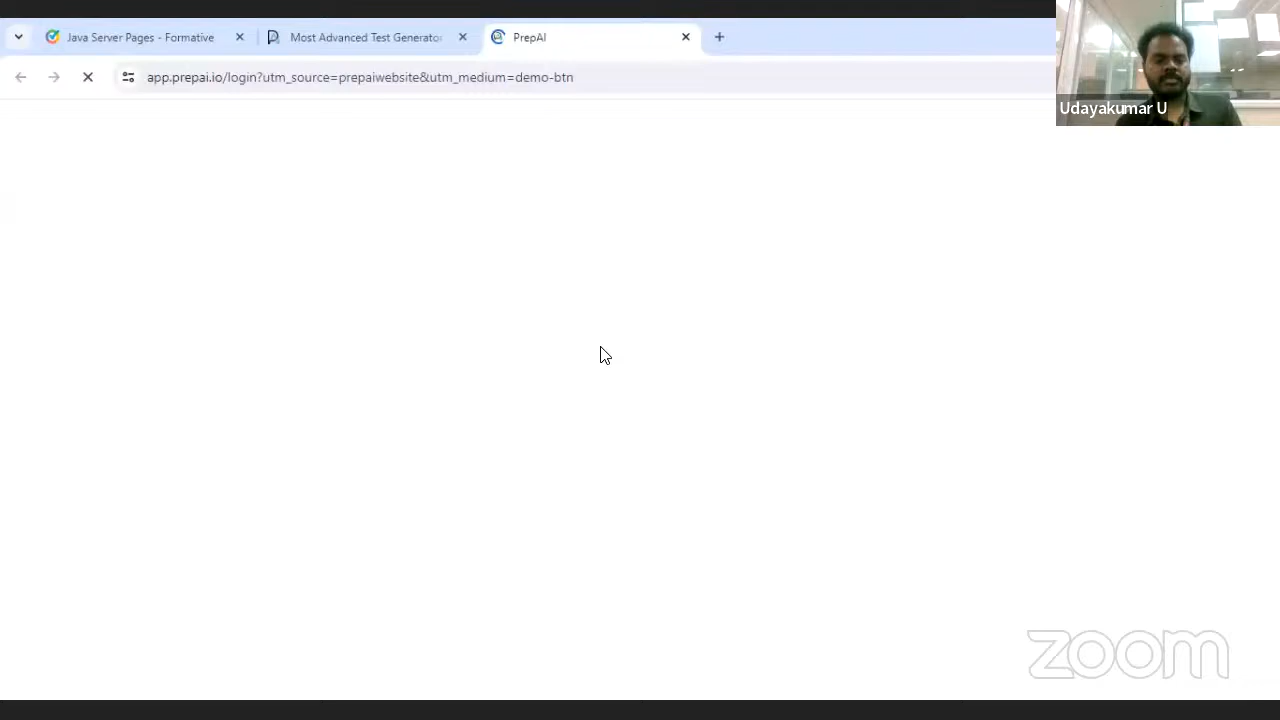 Java Server Pages - Formative
Most Advanced Test Generator
PrepAI
app.prepai.io/login?utm_source=prepaiwebsite&utm_medium=demo-btn
Udayakumar U
zoom